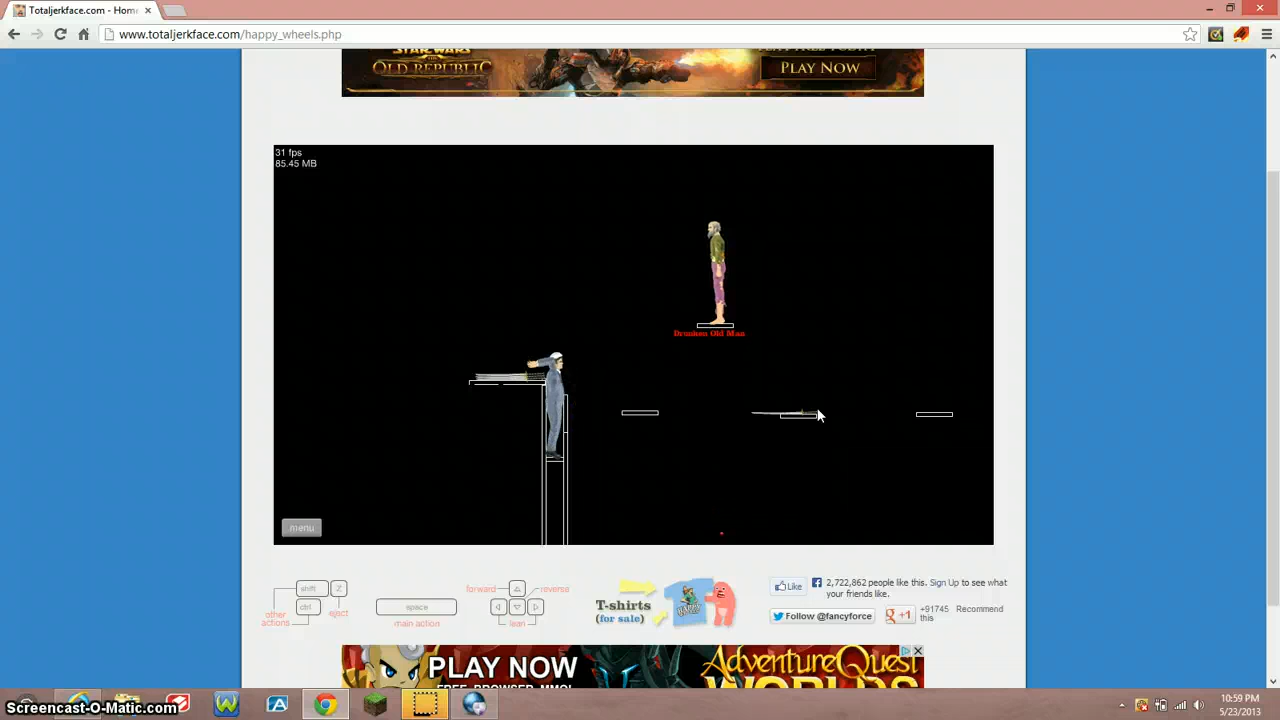 Totaljerkface.com - Hom
www.totaljerkface.com/happy_wheels.php
STAR WARS
OLD REPUBLIC
PLAY NOW
31 fps
85.45 MB
Drunken Old Man
menu
shift
Z
ctrl
eject
other
actions
space
main action
forward
reverse
lean
T-shirts
(for sale)
HAPPY
Like
2,722,862 people like this. Sign Up to see what
your friends like.
Follow @fancyforce
+1
+91745
Recommend
this
PLAY NOW
AdventureQuest
WORLDS
Screencast-O-Matic.com
10:59 PM
5/23/2013